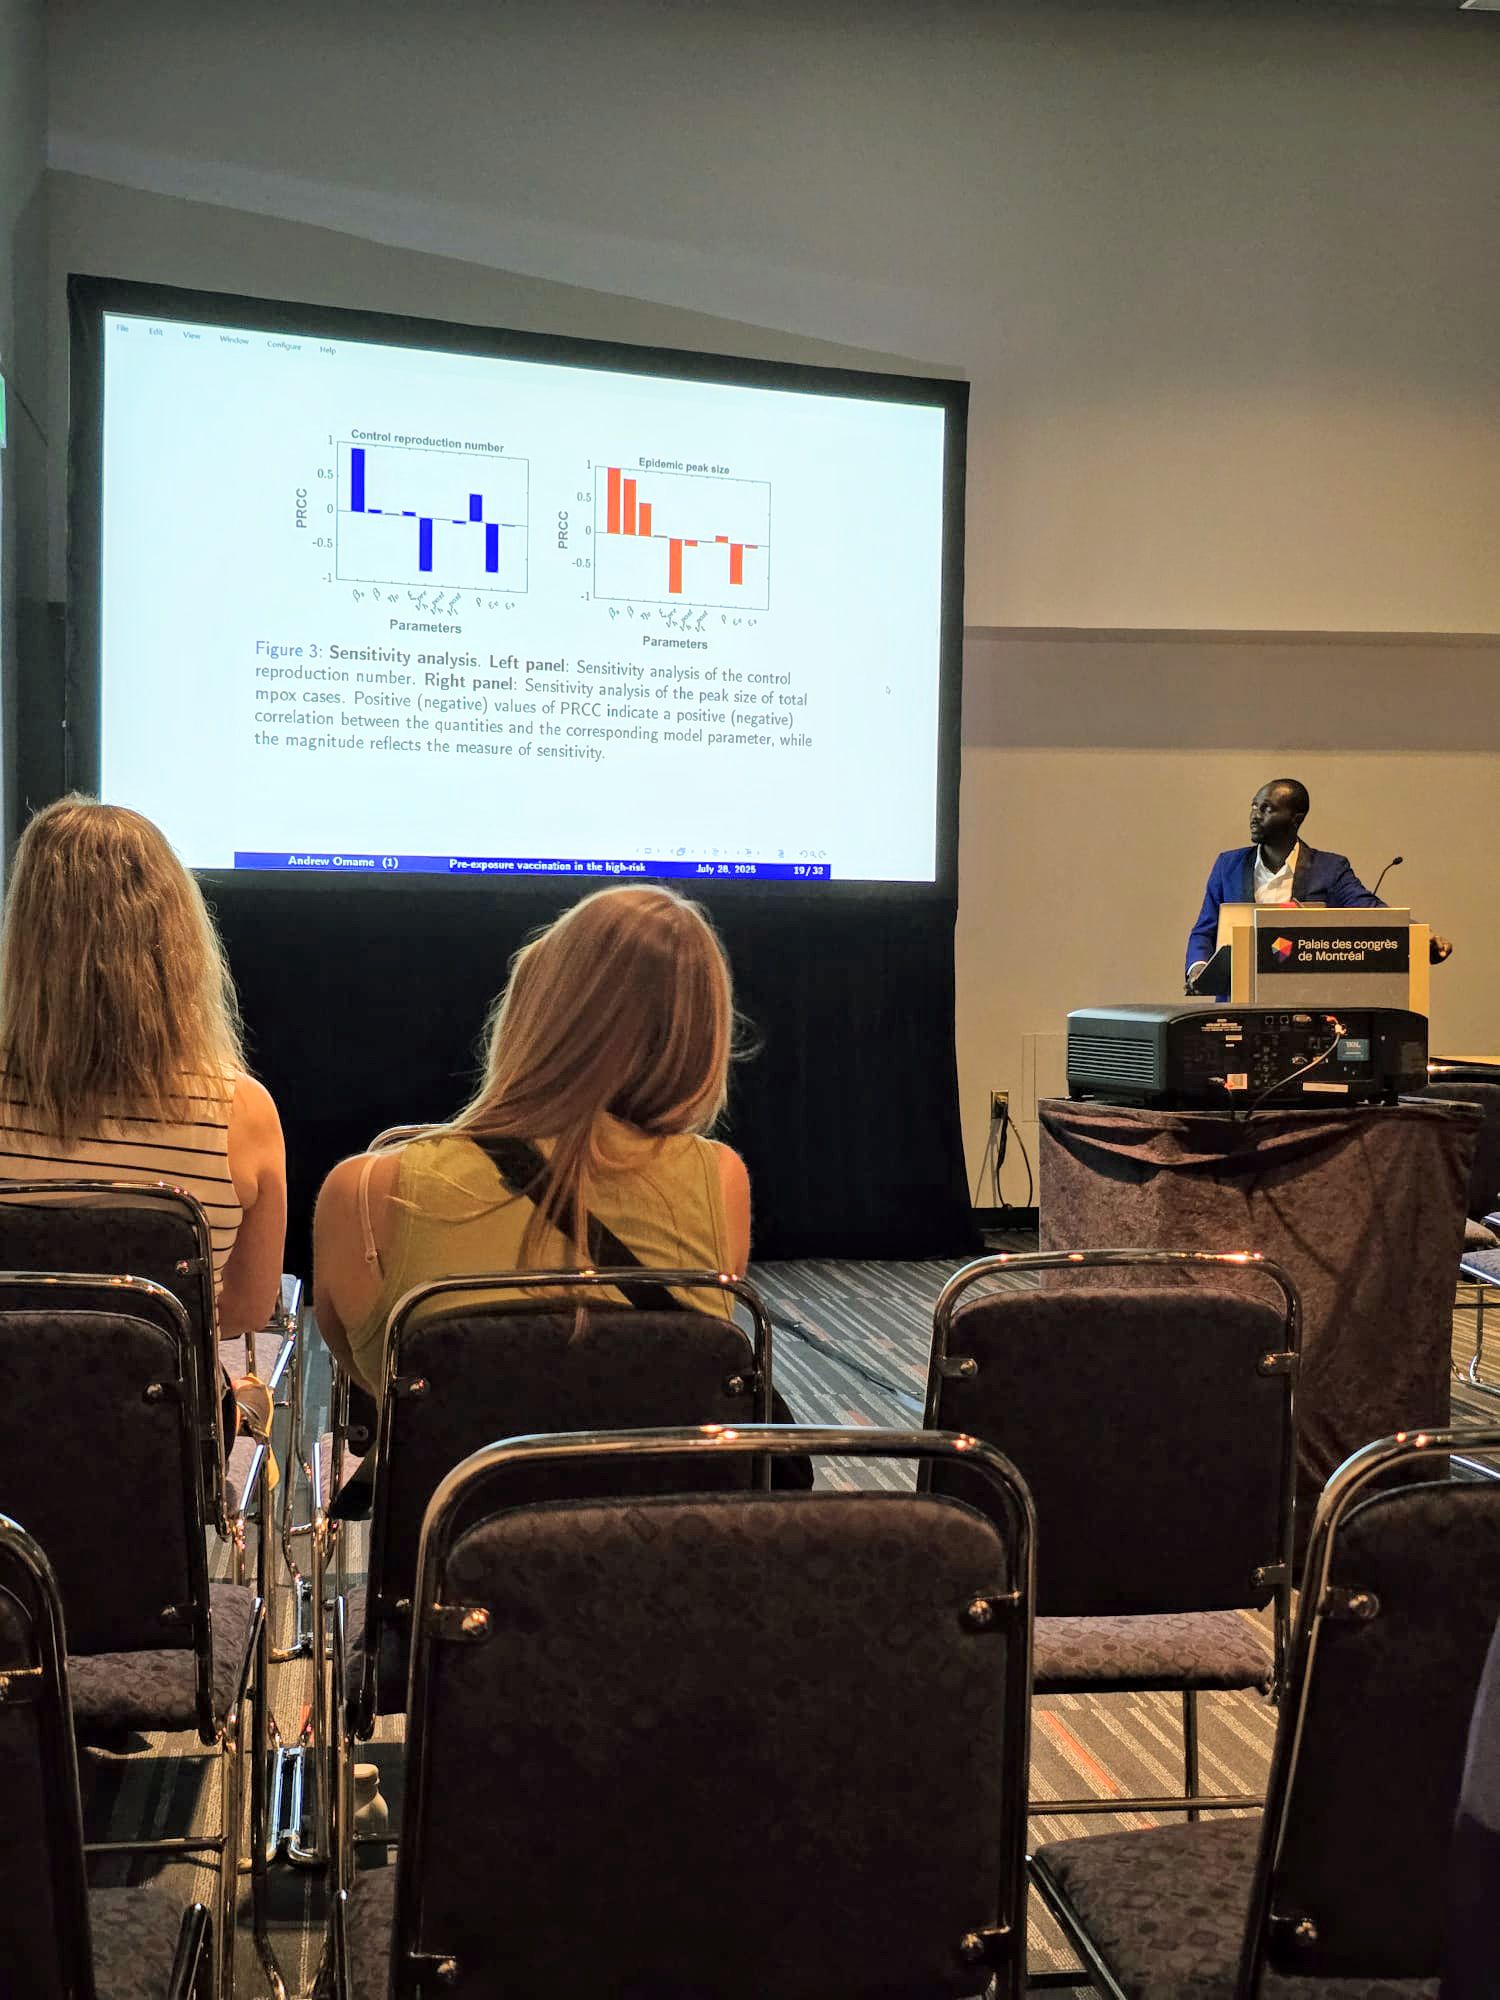 File Edit View Window Configure Help
Control reproduction number
1
0.5
0
-0.5
-1
PRCC
Parameters
Epidemic peak size
1
0.5
0
-0.5
-1
PRCC
Parameters
Figure 3: Sensitivity analysis. Left panel: Sensitivity analysis of the control
reproduction number. Right panel: Sensitivity analysis of the peak size of total
mpox cases. Positive (negative) values of PRCC indicate a positive (negative)
correlation between the quantities and the corresponding model parameter, while
the magnitude reflects the measure of sensitivity.
Andrew Omame (1) Pre-exposure vaccination in the high-risk July 28, 2025 19/32
Palais des congrès
de Montréal